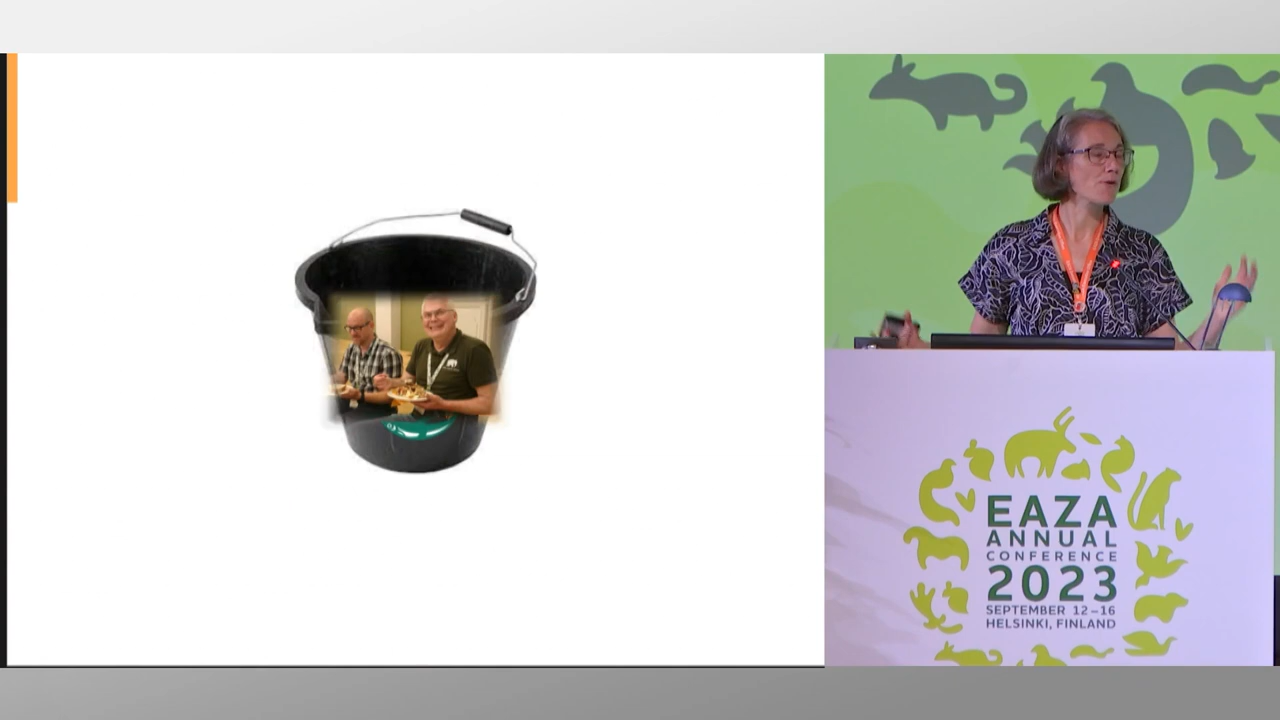 EAZA
ANNUAL
CONFERENCE
2023
SEPTEMBER 12–16
HELSINKI, FINLAND